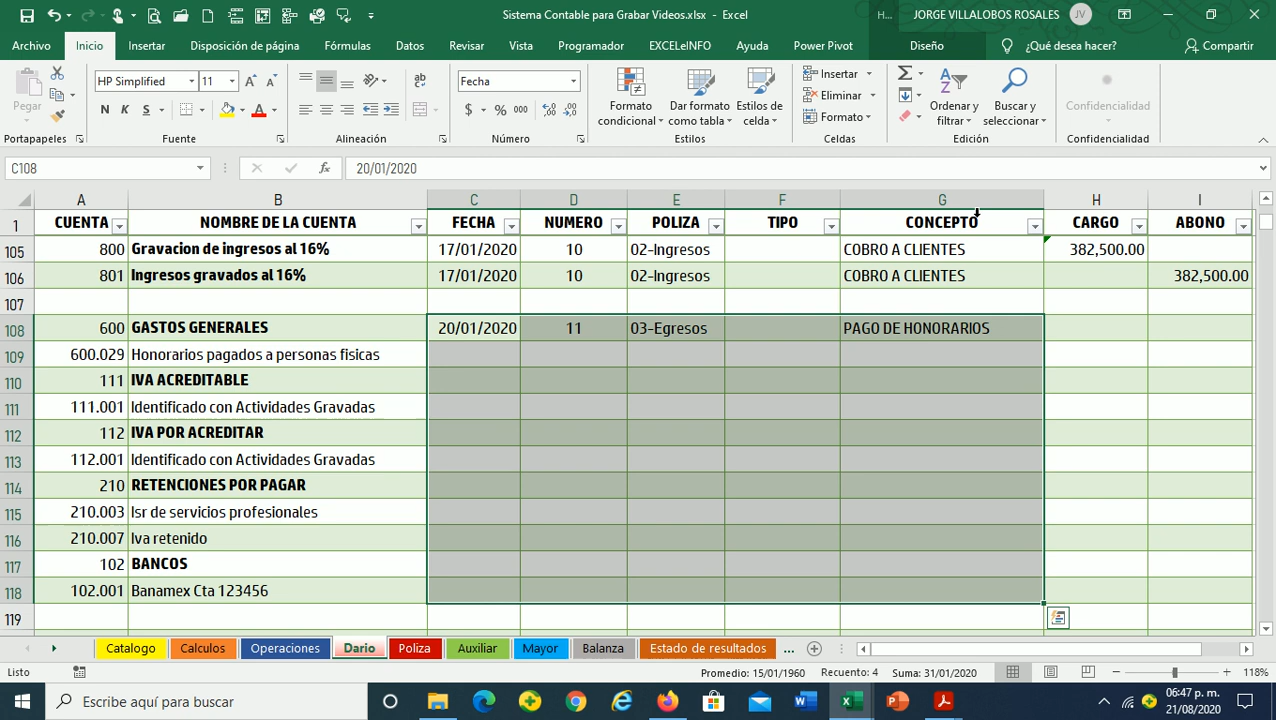 Sistema Contable para Grabar Videos.xlsx - Excel
H...
JORGE VILLALOBOS ROSALES
JV
Archivo
Inicio
Insertar
Disposición de página
Fórmulas
Datos
Revisar
Vista
Programador
EXCELeINFO
Ayuda
Power Pivot
Diseño
¿Qué desea hacer?
Compartir
Pegar
HP Simplified
11
Fecha
Formato condicional
Dar formato como tabla
Estilos de celda
Insertar
Eliminar
Formato
Ordenar y filtrar
Buscar y seleccionar
Confidencialidad
N K S
$ % 000
Portapapeles
Fuente
Alineación
Número
Estilos
Celdas
Edición
Confidencialidad
C108
fx
20/01/2020
A B C D E F G H I
1 CUENTA NOMBRE DE LA CUENTA FECHA NUMERO POLIZA TIPO CONCEPTO CARGO ABONO
105 800 Gravacion de ingresos al 16% 17/01/2020 10 02-Ingresos COBRO A CLIENTES 382,500.00
106 801 Ingresos gravados al 16% 17/01/2020 10 02-Ingresos COBRO A CLIENTES 382,500.00
107
108 600 GASTOS GENERALES 20/01/2020 11 03-Egresos PAGO DE HONORARIOS
109 600.029 Honorarios pagados a personas fisicas
110 111 IVA ACREDITABLE
111 111.001 Identificado con Actividades Gravadas
112 112 IVA POR ACREDITAR
113 112.001 Identificado con Actividades Gravadas
114 210 RETENCIONES POR PAGAR
115 210.003 Isr de servicios profesionales
116 210.007 Iva retenido
117 102 BANCOS
118 102.001 Banamex Cta 123456
119
Catalogo
Calculos
Operaciones
Dario
Poliza
Auxiliar
Mayor
Balanza
Estado de resultados
...
Listo
Promedio: 15/01/1960
Recuento: 4
Suma: 31/01/2020
118%
Escribe aquí para buscar
06:47 p. m.
21/08/2020